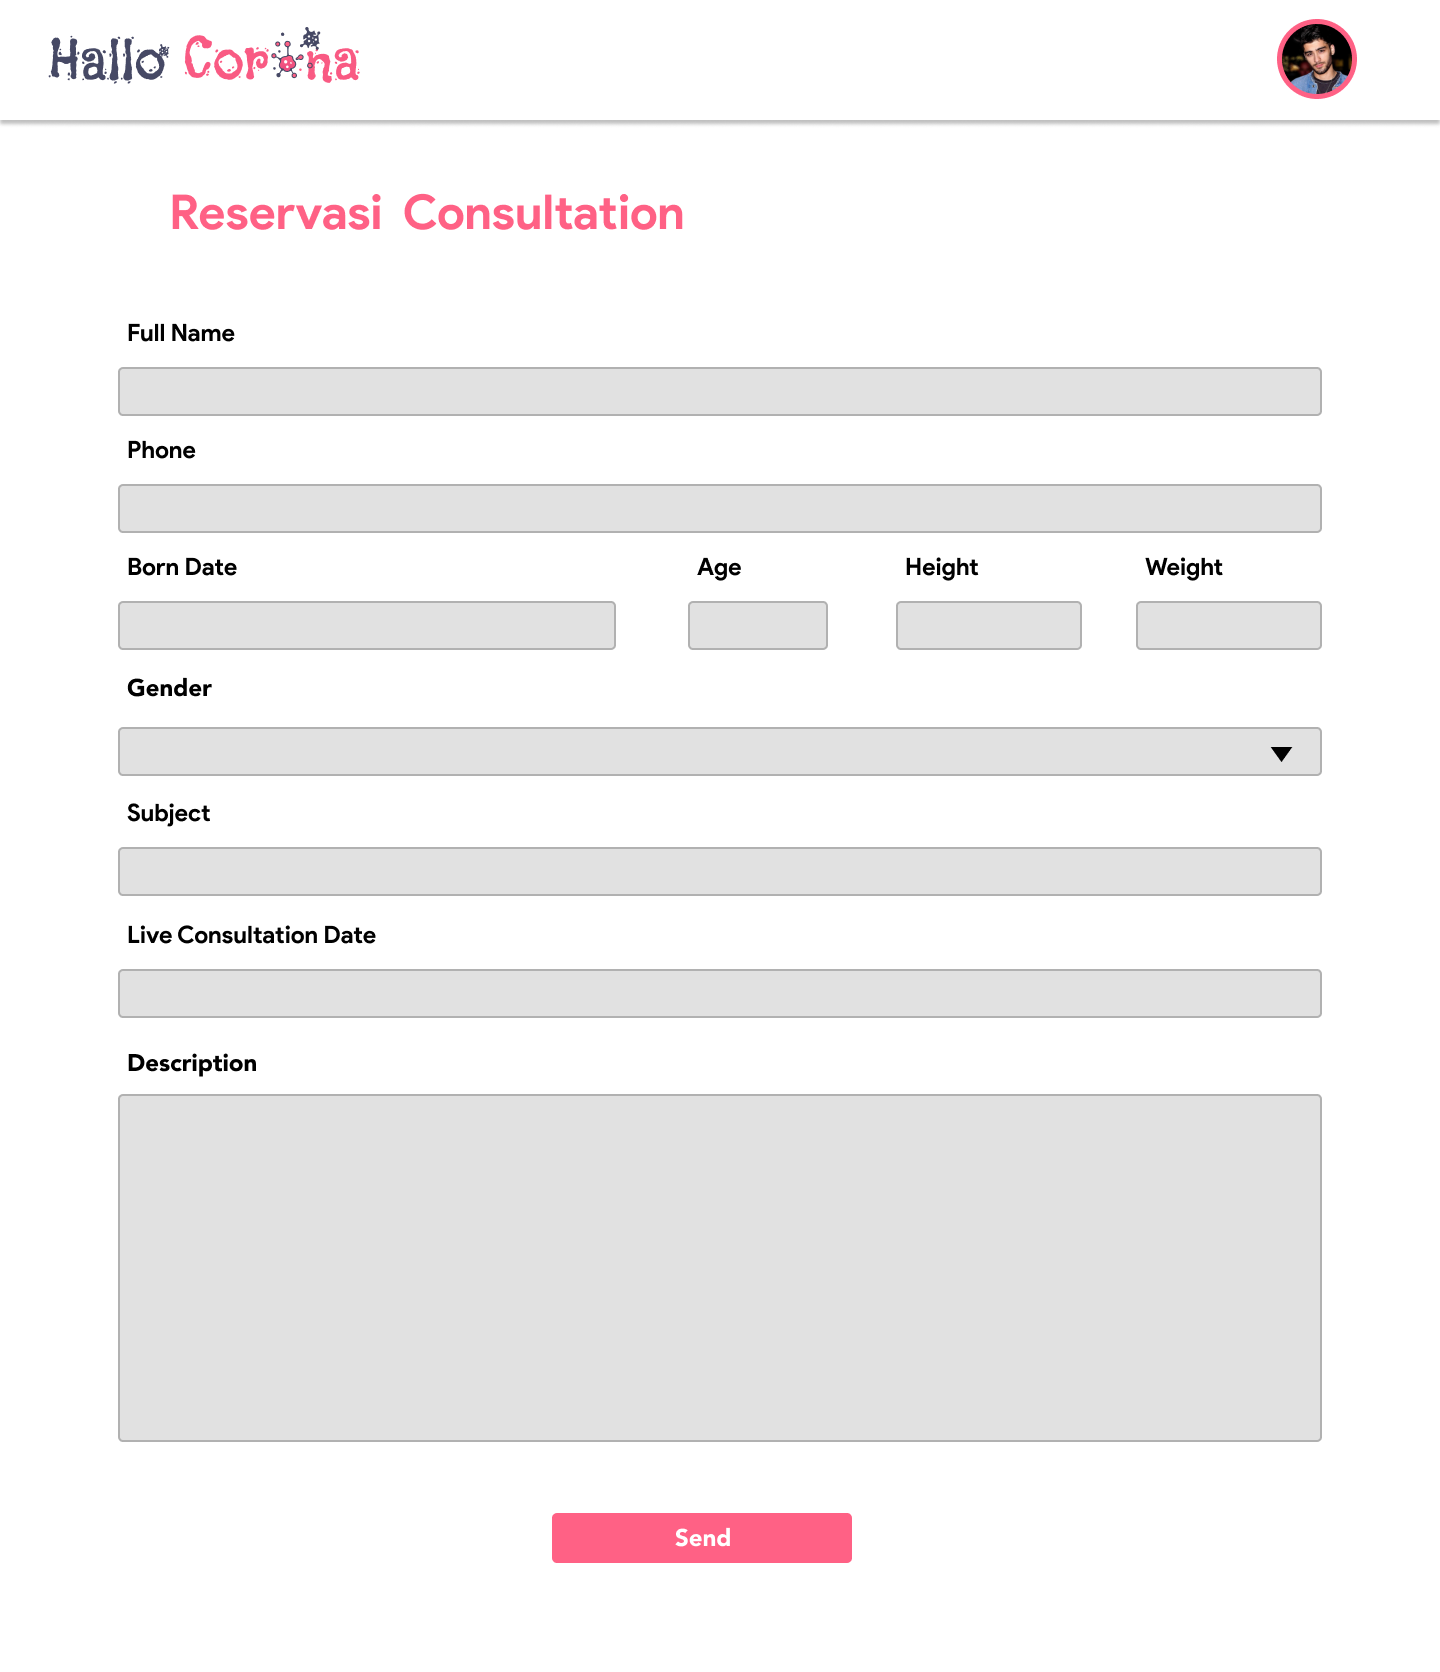 Hallo Corona
Reservasi Consultation
Full Name
Phone
Born Date Age Height Weight
Gender
Subject
Live Consultation Date
Description
Send